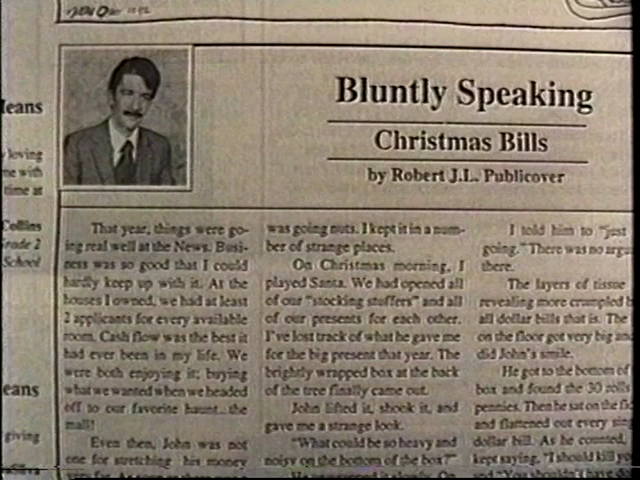 Bluntly Speaking
Christmas Bills
by Robert J.L. Publicover
leans
loving
me with
time at
Collins
Grade 2
School
eans
giving
That year, things were go-
ing real well at the News. Busi-
ness was so good that I could
hardly keep up with it. At the
houses I owned, we had at least
2 applicants for every available
room. Cash flow was the best it
had ever been in my life. We
were both enjoying it; buying
what we wanted when we headed
off to our favorite haunt...the
mall!
Even then, John was not
one for stretching his money
was going nuts. I kept it in a num-
ber of strange places.
On Christmas morning, I
played Santa. We had opened all
of our "stocking stuffers" and all
of our presents for each other.
I've lost track of what he gave me
for the big present that year. The
brightly wrapped box at the back
of the tree finally came out.
John lifted it, shook it, and
gave me a strange look.
"What could be so heavy and
noisy on the bottom of the box?"
I told him to "just
going." There was no argu
there.
The layers of tissue
revealing more crumpled b
all dollar bills that is. The
on the floor got very big an
did John's smile.
He got to the bottom of
box and found the 30 rolls
pennies. Then he sat on the
and flattened out every sin
dollar bill. As he counted,
kept saying, "I should kill yo
and "You shouldn't have